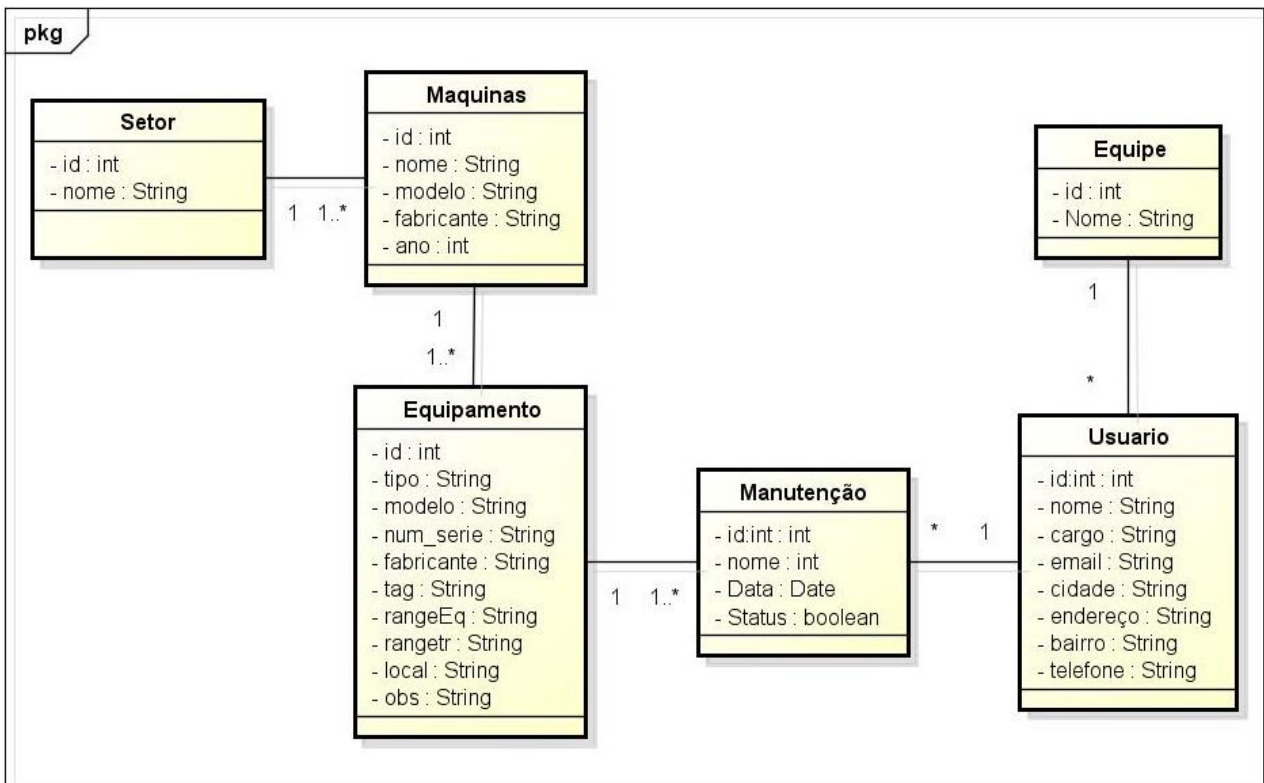 pkg
Setor
- id : int
- nome : String
1 1..*
Maquinas
- id : int
- nome : String
- modelo : String
- fabricante : String
- ano : int
1
1..*
Equipamento
- id : int
- tipo : String
- modelo : String
- num_serie : String
- fabricante : String
- tag : String
- rangeEq : String
- rangetr : String
- local : String
- obs : String
1 1..*
Manutenção
- id:int : int
- nome : int
- Data : Date
- Status : boolean
* 1
Equipe
- id : int
- Nome : String
1
*
Usuario
- id:int : int
- nome : String
- cargo : String
- email : String
- cidade : String
- endereço : String
- bairro : String
- telefone : String